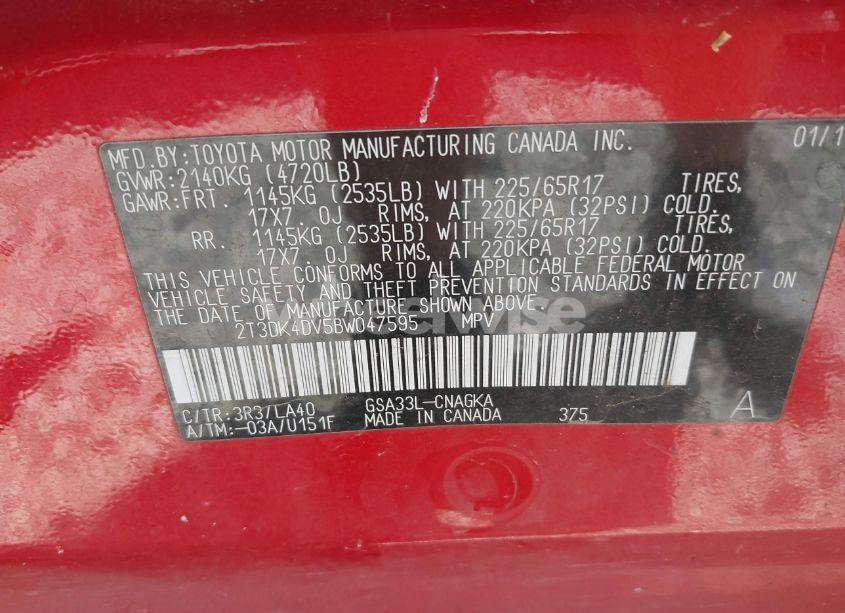 MFD.BY:TOYOTA MOTOR MANUFACTURING CANADA INC. 01/1
GVWR:2140KG (4720LB)
GAWR:FRT. 1145KG (2535LB) WITH 225/65R17 TIRES,
17X7. 0J RIMS, AT 220KPA (32PSI) COLD.
RR. 1145KG (2535LB) WITH 225/65R17 TIRES,
17X7. 0J RIMS, AT 220KPA (32PSI) COLD.
THIS VEHICLE CONFORMS TO ALL APPLICABLE FEDERAL MOTOR
VEHICLE SAFETY AND THEFT PREVENTION STANDARDS IN EFFECT ON
THE DATE OF MANUFACTURE SHOWN ABOVE.
2T3DK4DV5BW047595 MPV
C/TR:3R3/LA40 GSA33L-CNAGKA
A/TM:-03A/U151F MADE IN CANADA 375 A